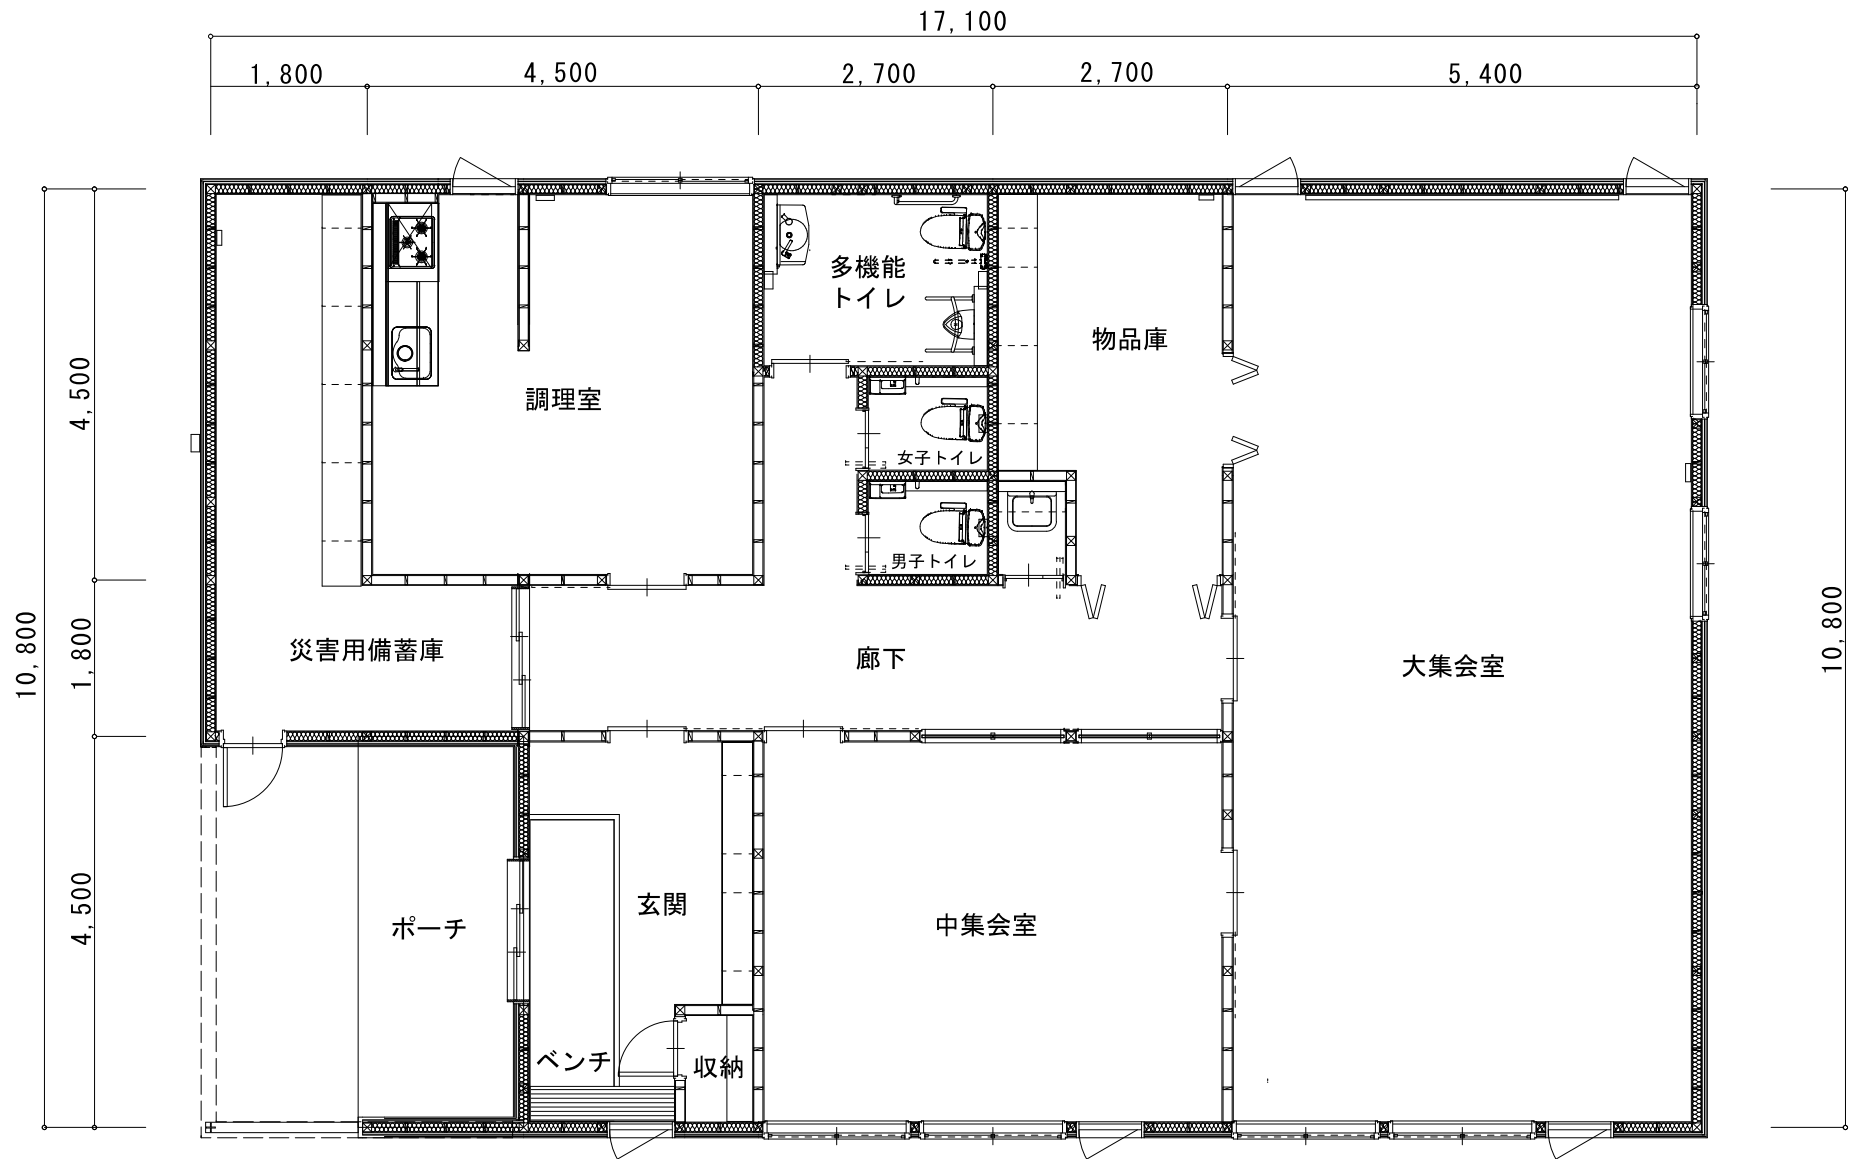 17,100
1,800
4,500
2,700
2,700
5,400
多機能
トイレ
物品庫
調理室
女子トイレ
男子トイレ
災害用備蓄庫
廊下
大集会室
玄関
ポーチ
中集会室
ベンチ
収納
10,800
4,500
1,800
4,500
10,800